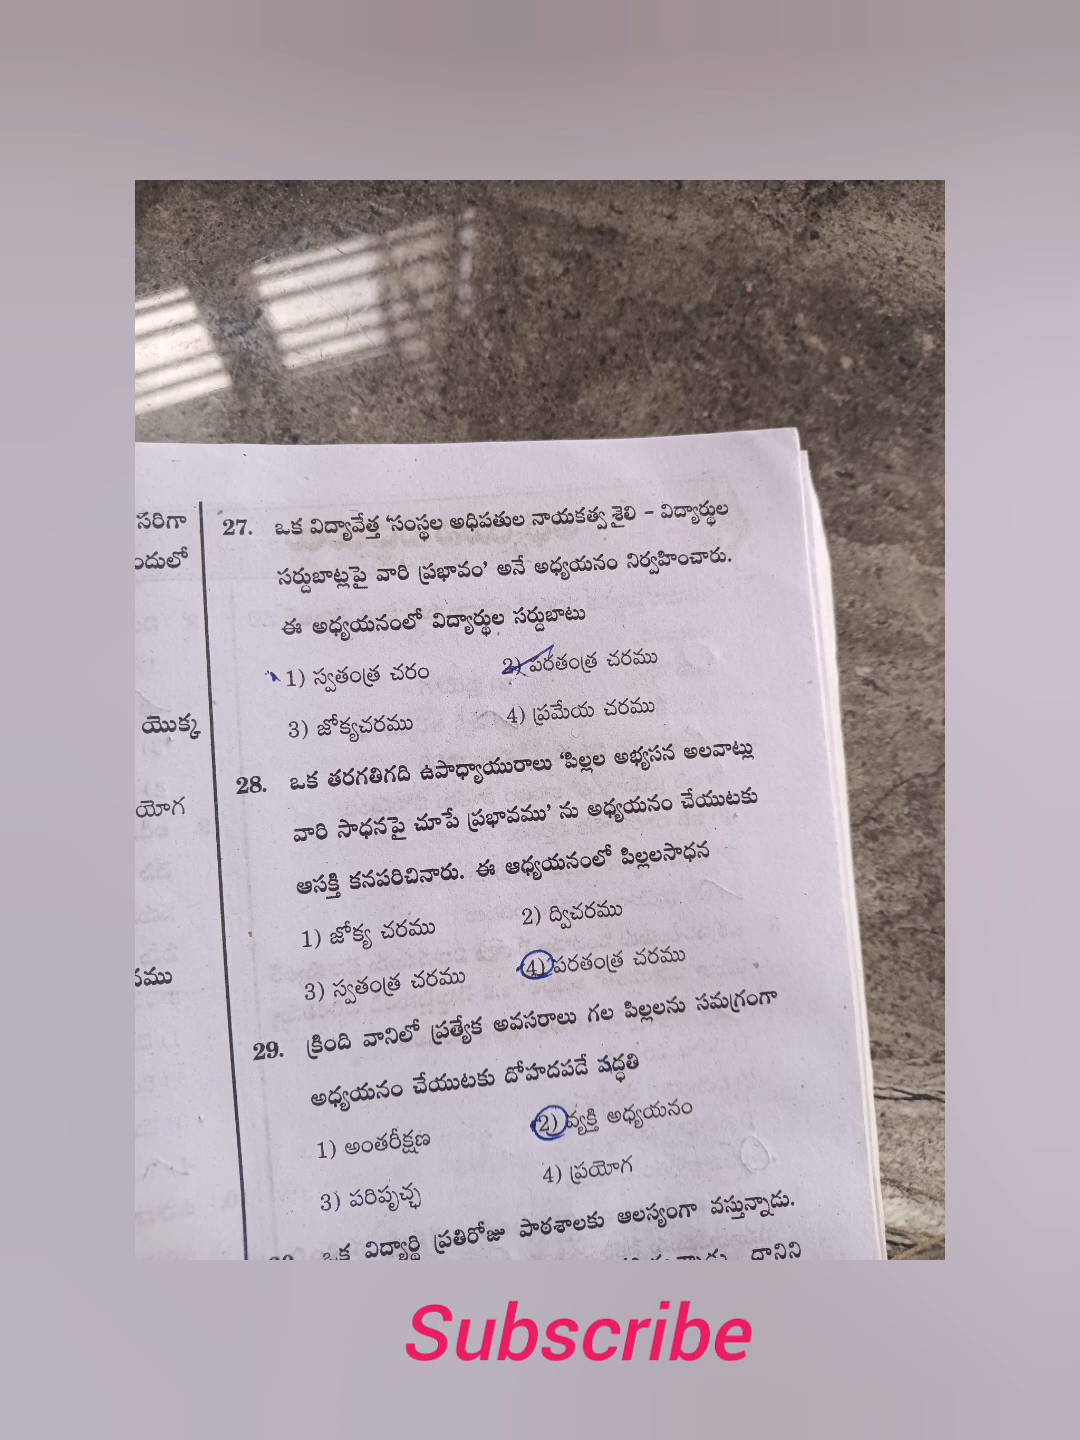 సరిగా
ందులో
యొక్క
యోగ
27. ఒక విద్యావేత్త 'సంస్థల అధిపతుల నాయకత్వ శైలి - విద్యార్థుల
సర్దుబాట్లపై వారి ప్రభావం' అనే అధ్యయనం నిర్వహించారు.
ఈ అధ్యయనంలో విద్యార్థుల సర్దుబాటు
1) స్వతంత్ర చరం 2) పరతంత్ర చరము
3) జోక్యచరము 4) ప్రమేయ చరము
28. ఒక తరగతిగది ఉపాధ్యాయురాలు 'పిల్లల అభ్యసన అలవాట్లు
వారి సాధనపై చూపే ప్రభావము' ను అధ్యయనం చేయుటకు
ఆసక్తి కనపరిచినారు. ఈ ఆధ్యయనంలో పిల్లలసాధన
1) జోక్య చరము 2) ద్విచరము
3) స్వతంత్ర చరము 4) పరతంత్ర చరము
29. క్రింది వానిలో ప్రత్యేక అవసరాలు గల పిల్లలను సమగ్రంగా
అధ్యయనం చేయుటకు దోహదపడే పద్ధతి
1) అంతరీక్షణ 2) వ్యక్తి అధ్యయనం
3) పరిపృచ్ఛ 4) ప్రయోగ
ఒక విద్యార్థి ప్రతిరోజు పాఠశాలకు ఆలస్యంగా వస్తున్నాడు.
దానిని
Subscribe